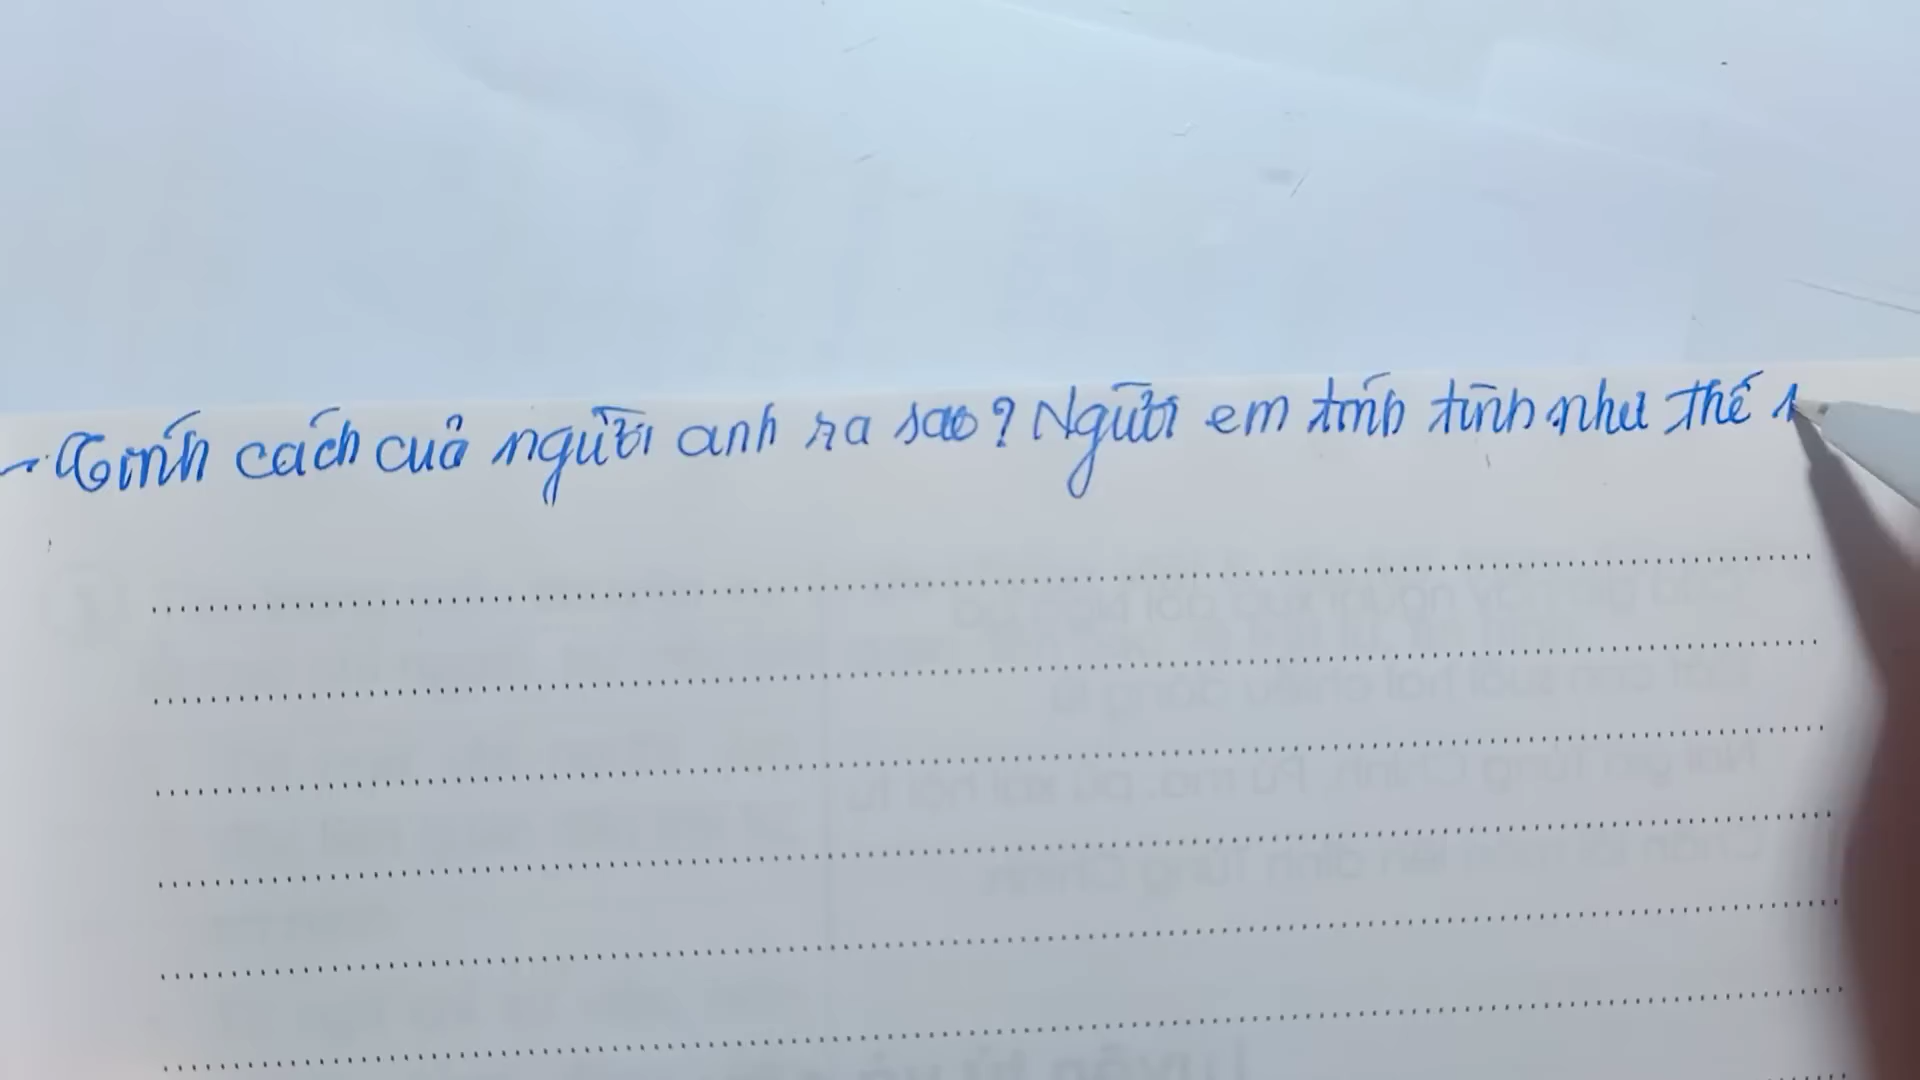 - Tính cách của người anh ra sao? Người em tính tình như thế